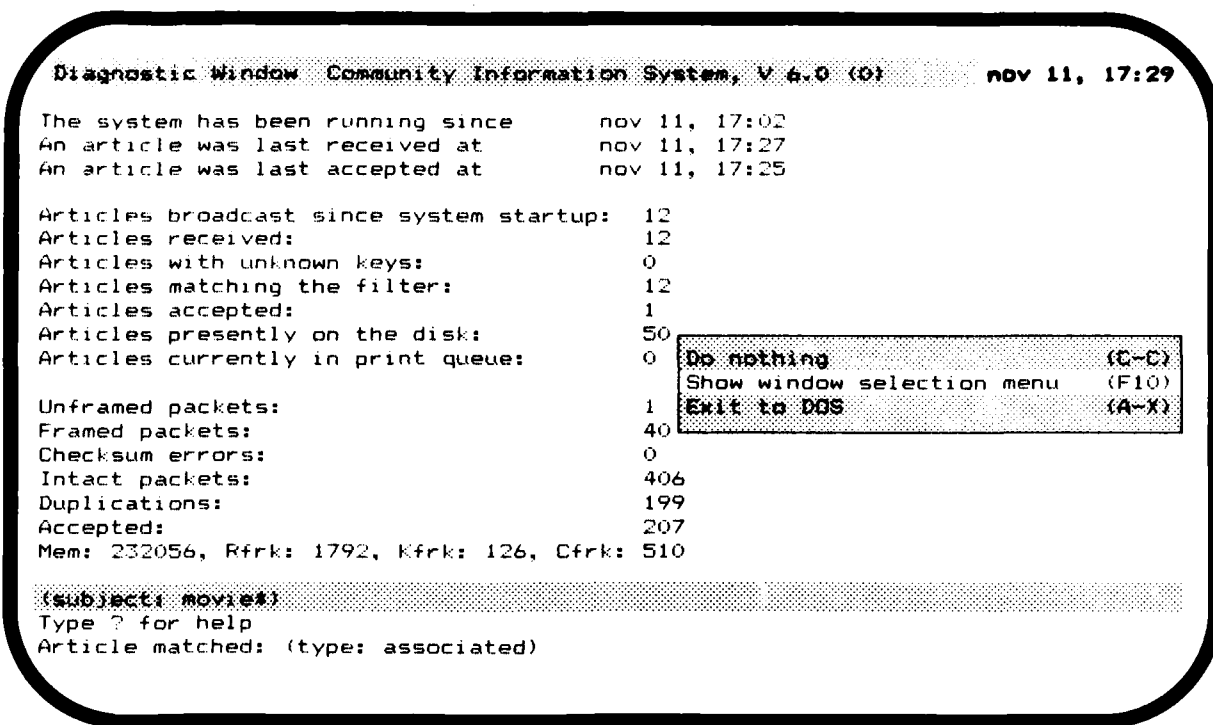 Diagnostic Window Community Information System, V 6.0 (0) nov 11, 17:29
The system has been running since nov 11, 17:02
An article was last received at nov 11, 17:27
An article was last accepted at nov 11, 17:25
Articles broadcast since system startup: 12
Articles received: 12
Articles with unknown keys: 0
Articles matching the filter: 12
Articles accepted: 1
Articles presently on the disk: 50
Articles currently in print queue: 0
Do nothing (C-C)
Show window selection menu (F10)
Exit to DOS (A-X)
Unframed packets: 1
Framed packets: 40
Checksum errors: 0
Intact packets: 406
Duplications: 199
Accepted: 207
Mem: 232056, Rfrk: 1792, Kfrk: 126, Cfrk: 510
(subject: movie*)
Type ? for help
Article matched: (type: associated)